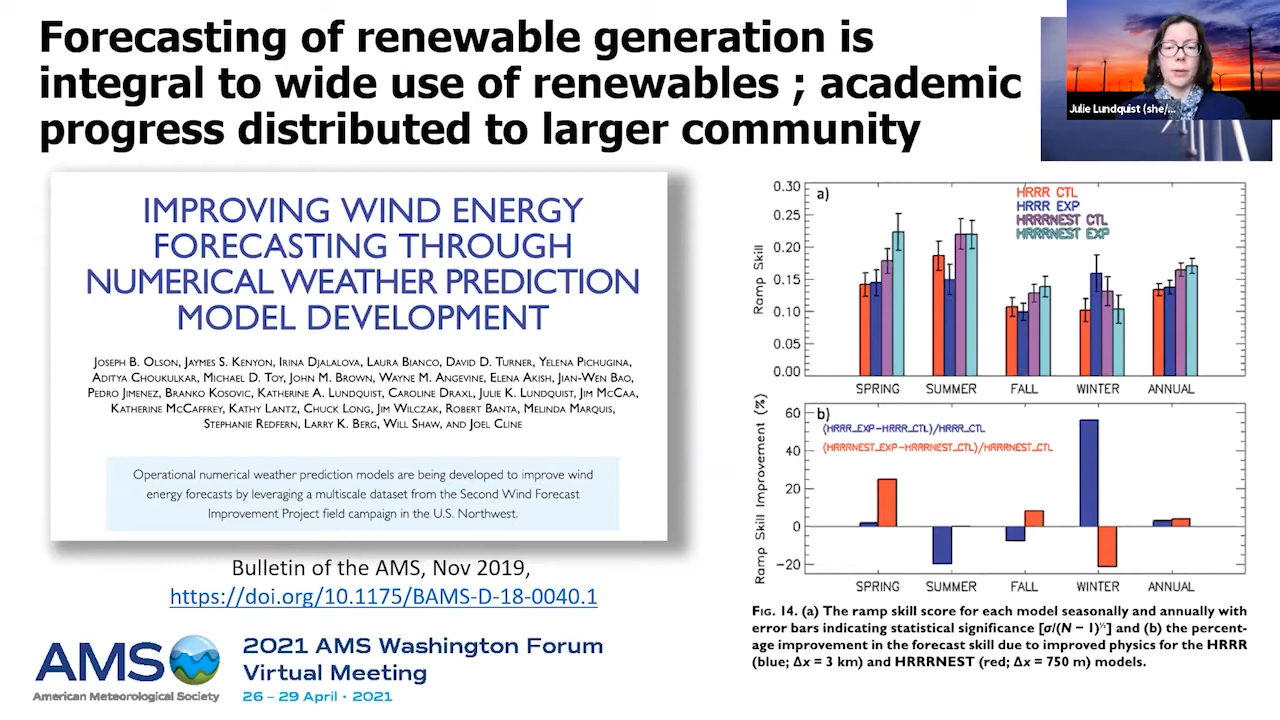 Forecasting of renewable generation is
integral to wide use of renewables ; academic
progress distributed to larger community
Julie Lundquist (she/...
IMPROVING WIND ENERGY
FORECASTING THROUGH
NUMERICAL WEATHER PREDICTION
MODEL DEVELOPMENT
JOSEPH B. OLSON, JAYMES S. KENYON, IRINA DJALALOVA, LAURA BIANCO, DAVID D. TURNER, YELENA PICHUGINA,
ADITYA CHOUKULKAR, MICHAEL D. TOY, JOHN M. BROWN, WAYNE M. ANGEVINE, ELENA AKISH, JIAN-WEN BAO,
PEDRO JIMENEZ, BRANKO KOSOVIC, KATHERINE A. LUNDQUIST, CAROLINE DRAXL, JULIE K. LUNDQUIST, JIM MCCAA,
KATHERINE MCCAFFREY, KATHY LANTZ, CHUCK LONG, JIM WILCZAK, ROBERT BANTA, MELINDA MARQUIS,
STEPHANIE REDFERN, LARRY K. BERG, WILL SHAW, AND JOEL CLINE
Operational numerical weather prediction models are being developed to improve wind
energy forecasts by leveraging a multiscale dataset from the Second Wind Forecast
Improvement Project field campaign in the U.S. Northwest.
Bulletin of the AMS, Nov 2019,
https://doi.org/10.1175/BAMS-D-18-0040.1
AMS
American Meteorological Society
2021 AMS Washington Forum
Virtual Meeting
26 – 29 April • 2021
a)
HRRR CTL
HRRR EXP
HRRRNEST CTL
HRRRNEST EXP
Ramp Skill
0.30
0.25
0.20
0.15
0.10
0.05
0.00
SPRING SUMMER FALL WINTER ANNUAL
b)
(HRRR_EXP-HRRR_CTL)/HRRR_CTL
(HRRRNEST_EXP-HRRRNEST_CTL)/HRRRNEST_CTL
Ramp Skill Improvement (%)
60
40
20
0
-20
SPRING SUMMER FALL WINTER ANNUAL
FIG. 14. (a) The ramp skill score for each model seasonally and annually with
error bars indicating statistical significance [σ/(N − 1)^½] and (b) the percent-
age improvement in the forecast skill due to improved physics for the HRRR
(blue; Δx = 3 km) and HRRRNEST (red; Δx = 750 m) models.